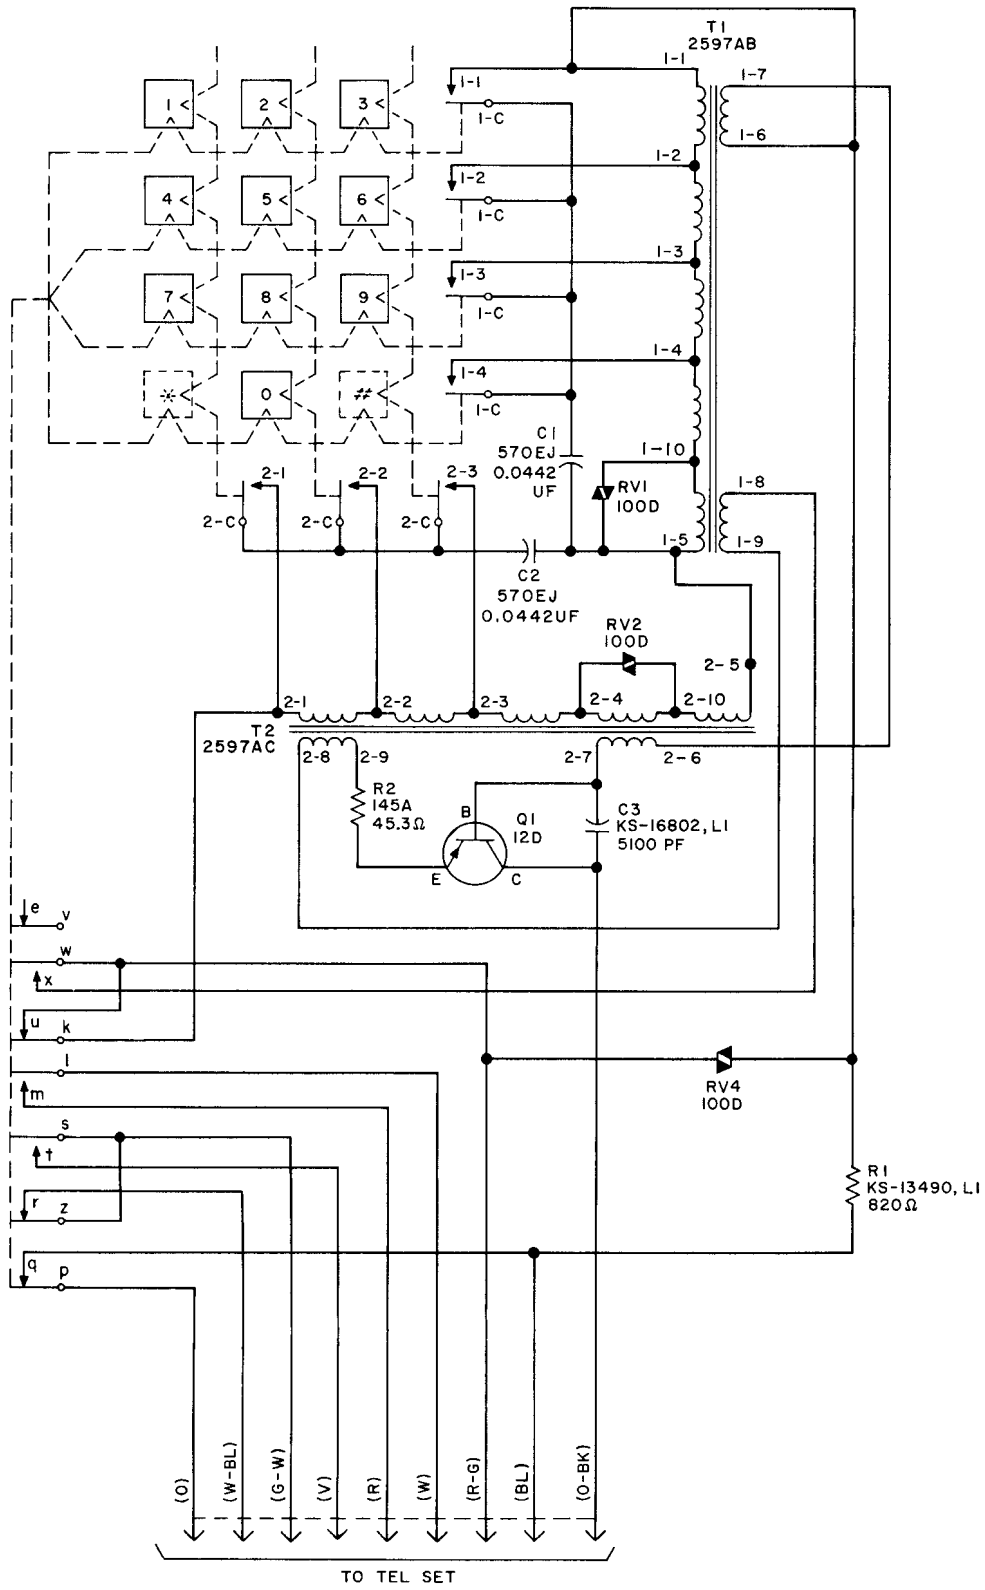 T1
2597AB
1-1
1-7
1-1
1 2 3
1-C
1-6
1-2
1-2
4 5 6
1-C
1-3
1-3
7 8 9
1-C
1-4
1-4
* 0 #
1-C
C1
570EJ
0.0442
UF
1-10
2-1 2-2 2-3
RV1
100D
1-8
2-C 2-C 2-C
1-5
1-9
C2
570EJ
0.0442UF
RV2
100D
2-5
2-1 2-2 2-3 2-4 2-10
T2
2597AC
2-8 2-9 2-7 2-6
R2
145A
45.3Ω
B
Q1
12D
C3
KS-16802, L1
5100 PF
E C
e v
w
x
u k
l
m
RV4
100D
s
t
R1
KS-13490, L1
820Ω
r z
q p
(O) (W-BL) (G-W) (V) (R) (W) (R-G) (BL) (O-BK)
TO TEL SET